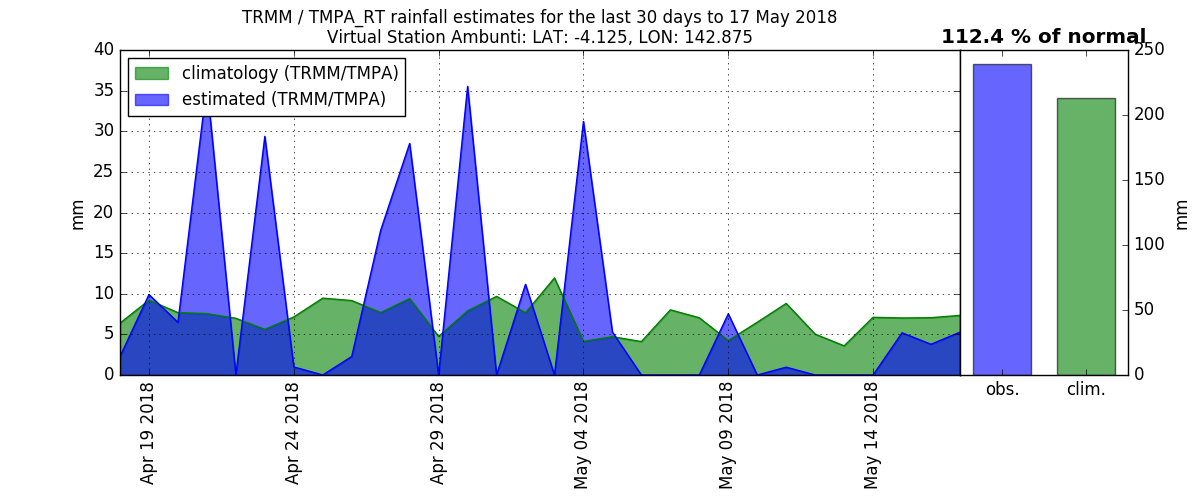 TRMM / TMPA_RT rainfall estimates for the last 30 days to 17 May 2018
Virtual Station Ambunti: LAT: -4.125, LON: 142.875
112.4 % of normal
climatology (TRMM/TMPA)
estimated (TRMM/TMPA)
40
35
30
25
20
15
10
5
0
mm
Apr 19 2018
Apr 24 2018
Apr 29 2018
May 04 2018
May 09 2018
May 14 2018
obs.
clim.
250
200
150
100
50
0
mm